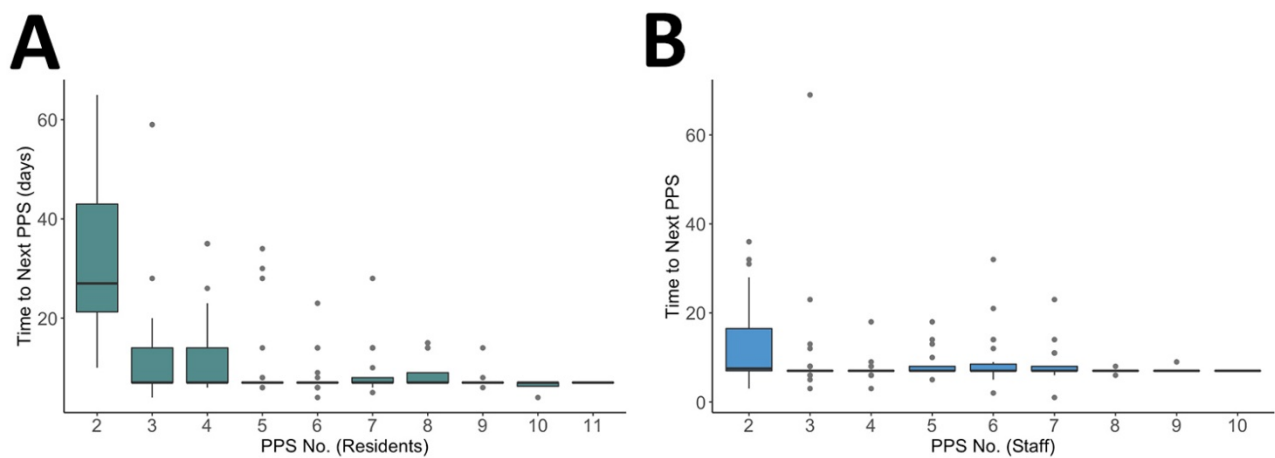 A
Time to Next PPS (days)
60
40
20
2 3 4 5 6 7 8 9 10 11
PPS No. (Residents)
B
Time to Next PPS
60
40
20
0
2 3 4 5 6 7 8 9 10
PPS No. (Staff)